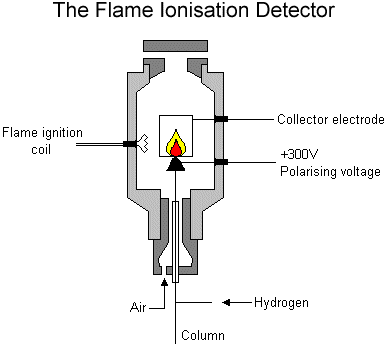 The Flame Ionisation Detector
Collector electrode
Flame ignition
coil
+300V
Polarising voltage
Air
Hydrogen
Column